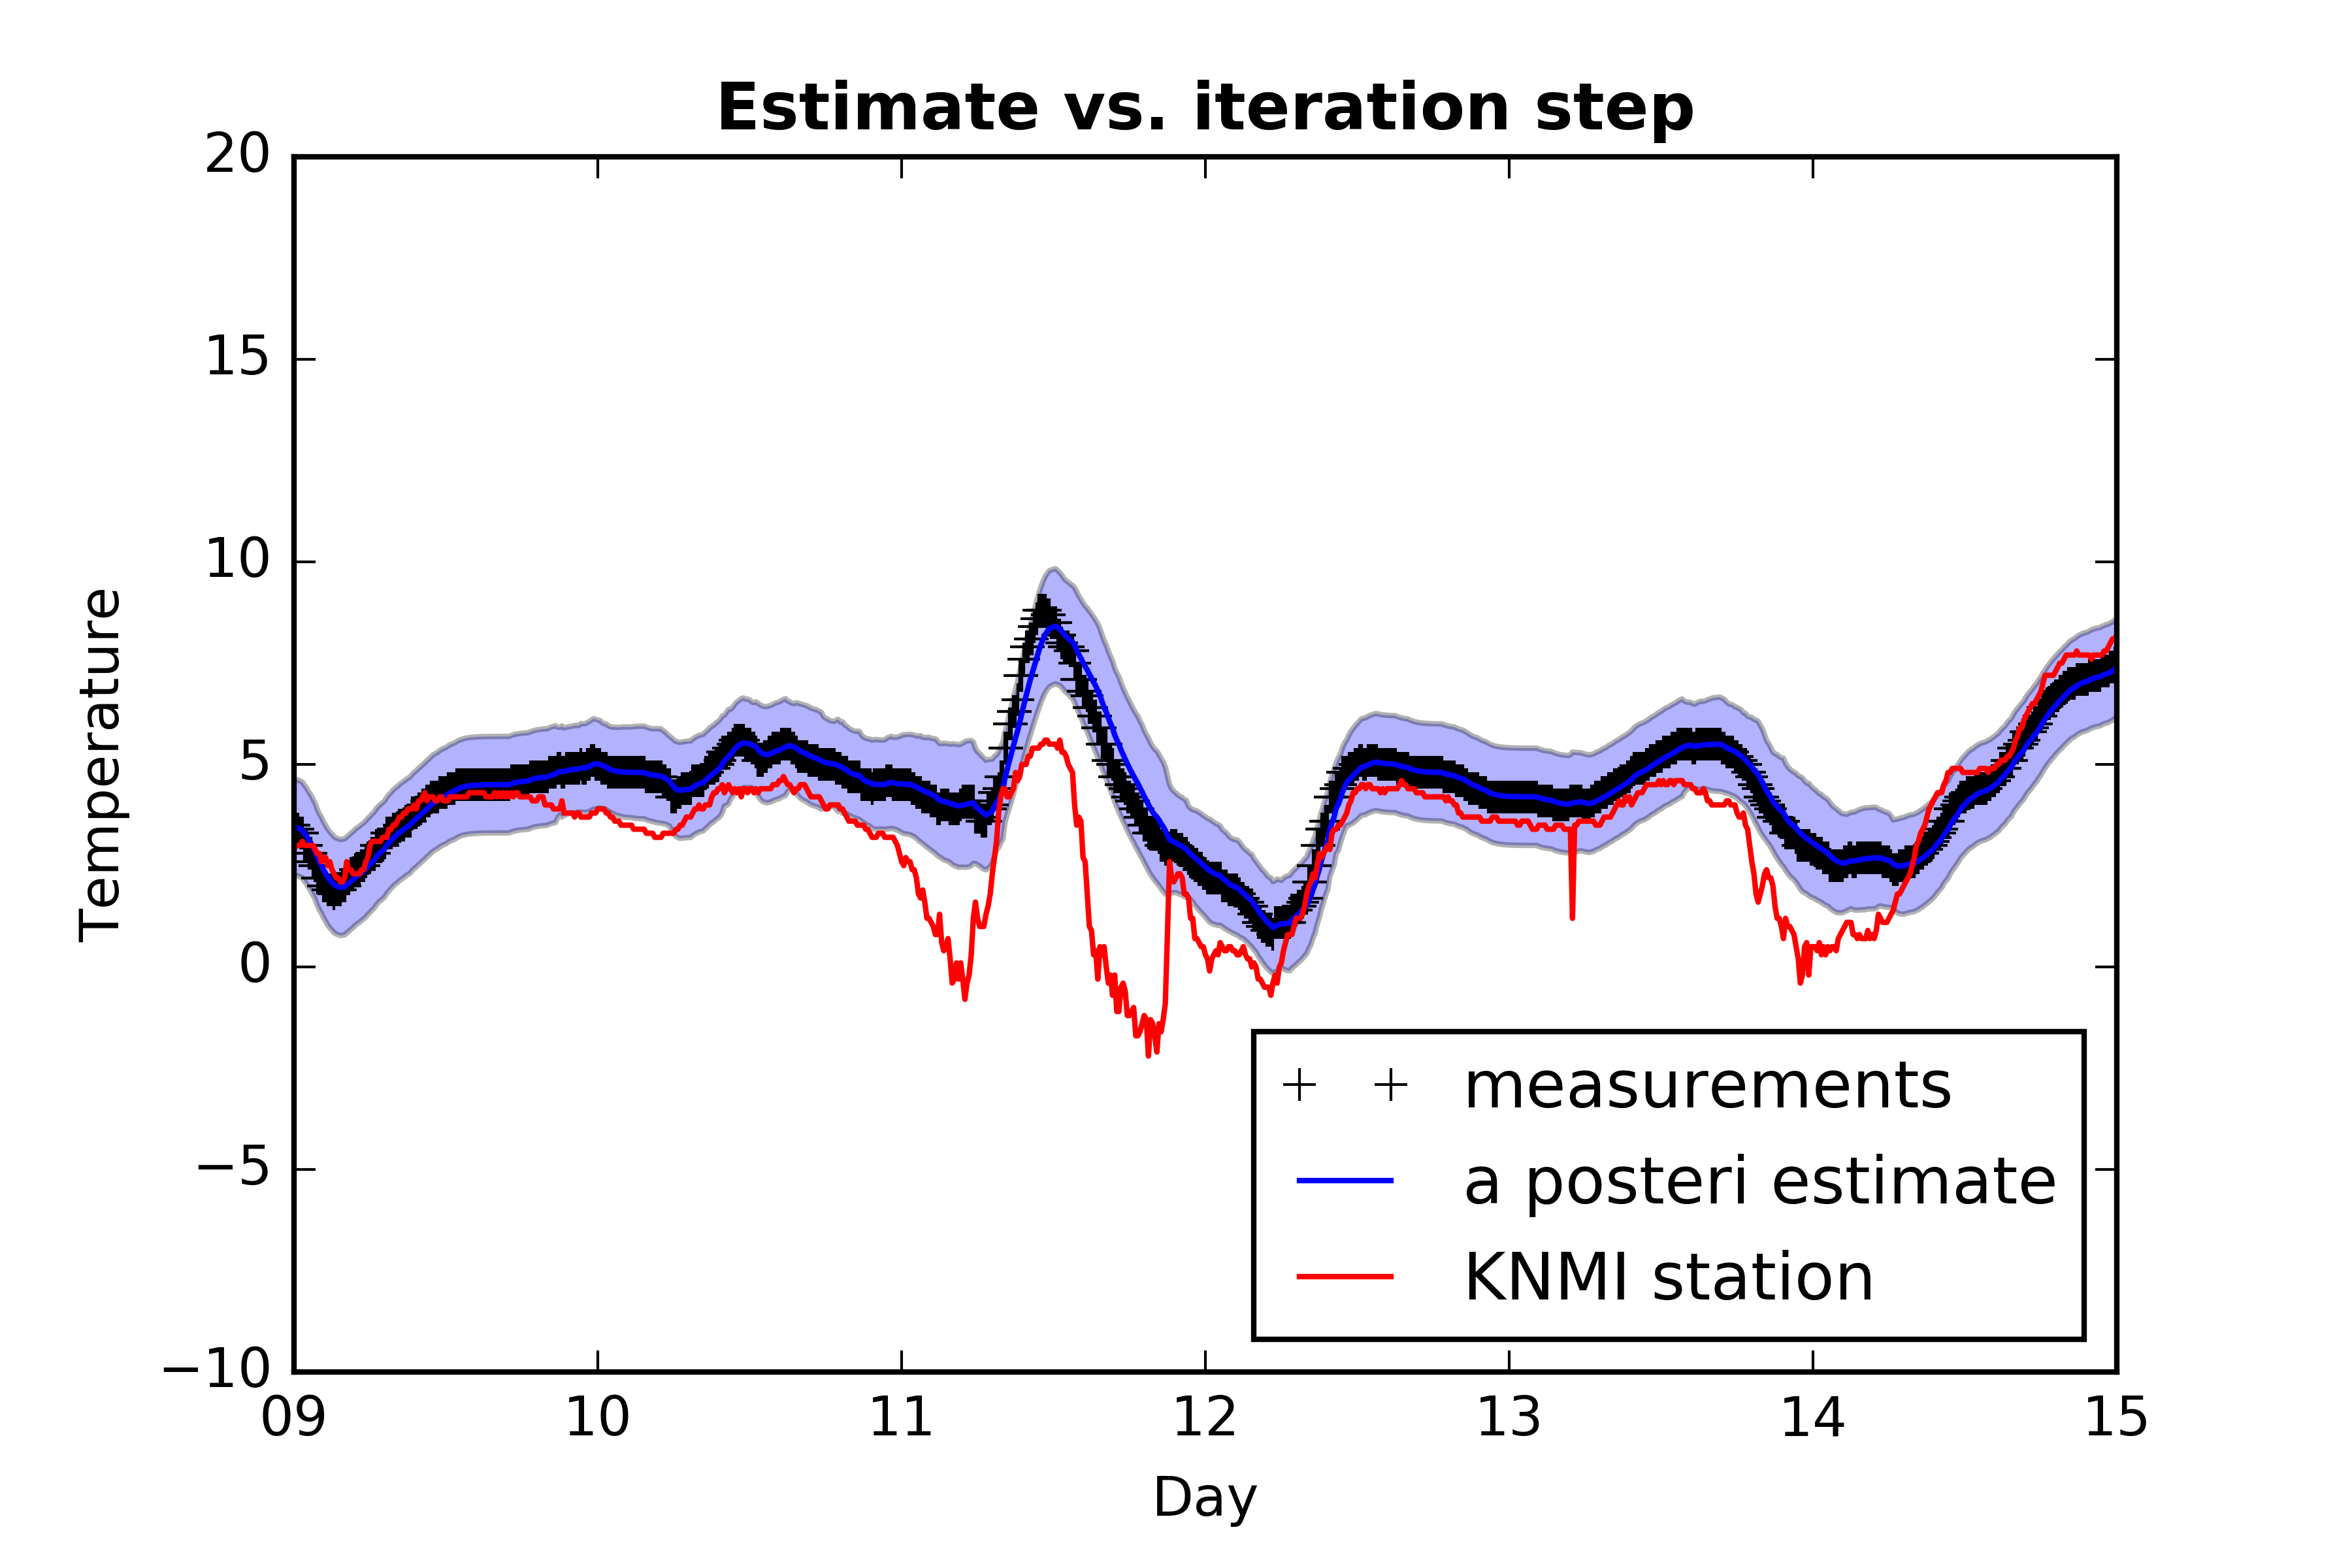 Estimate vs. iteration step
20
15
10
5
0
−5
−10
Temperature
measurements
a posteri estimate
KNMI station
09 10 11 12 13 14 15
Day